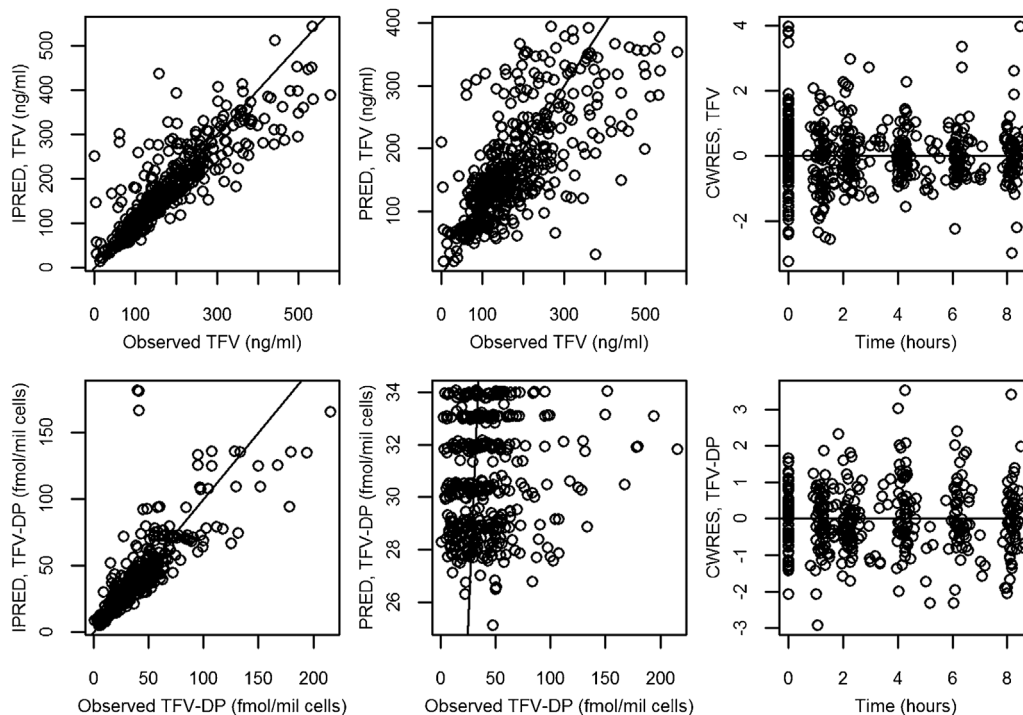 IPRED, TFV (ng/ml)
0 100 200 300 400 500
0 100 200 300 400 500
Observed TFV (ng/ml)
PRED, TFV (ng/ml)
100 200 300 400
0 100 200 300 400 500
Observed TFV (ng/ml)
CWRES, TFV
-2 0 2 4
0 2 4 6 8
Time (hours)
IPRED, TFV-DP (fmol/mil cells)
0 50 100 150
0 50 100 150 200
Observed TFV-DP (fmol/mil cells)
PRED, TFV-DP (fmol/mil cells)
26 28 30 32 34
0 50 100 150 200
Observed TFV-DP (fmol/mil cells)
CWRES, TFV-DP
-3 -2 -1 0 1 2 3
0 2 4 6 8
Time (hours)